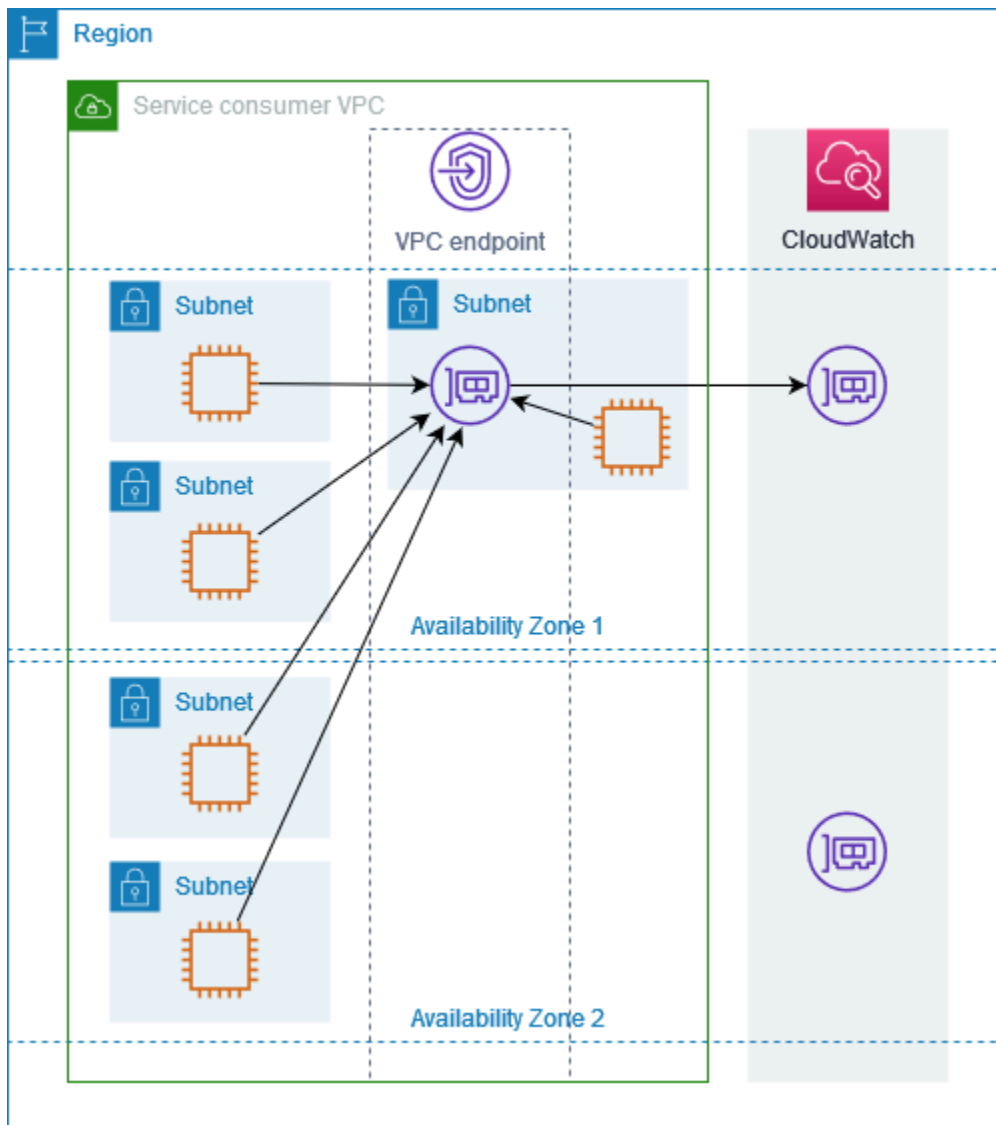 Region
Service consumer VPC
VPC endpoint
CloudWatch
Subnet
Subnet
Subnet
Availability Zone 1
Subnet
Subnet
Availability Zone 2